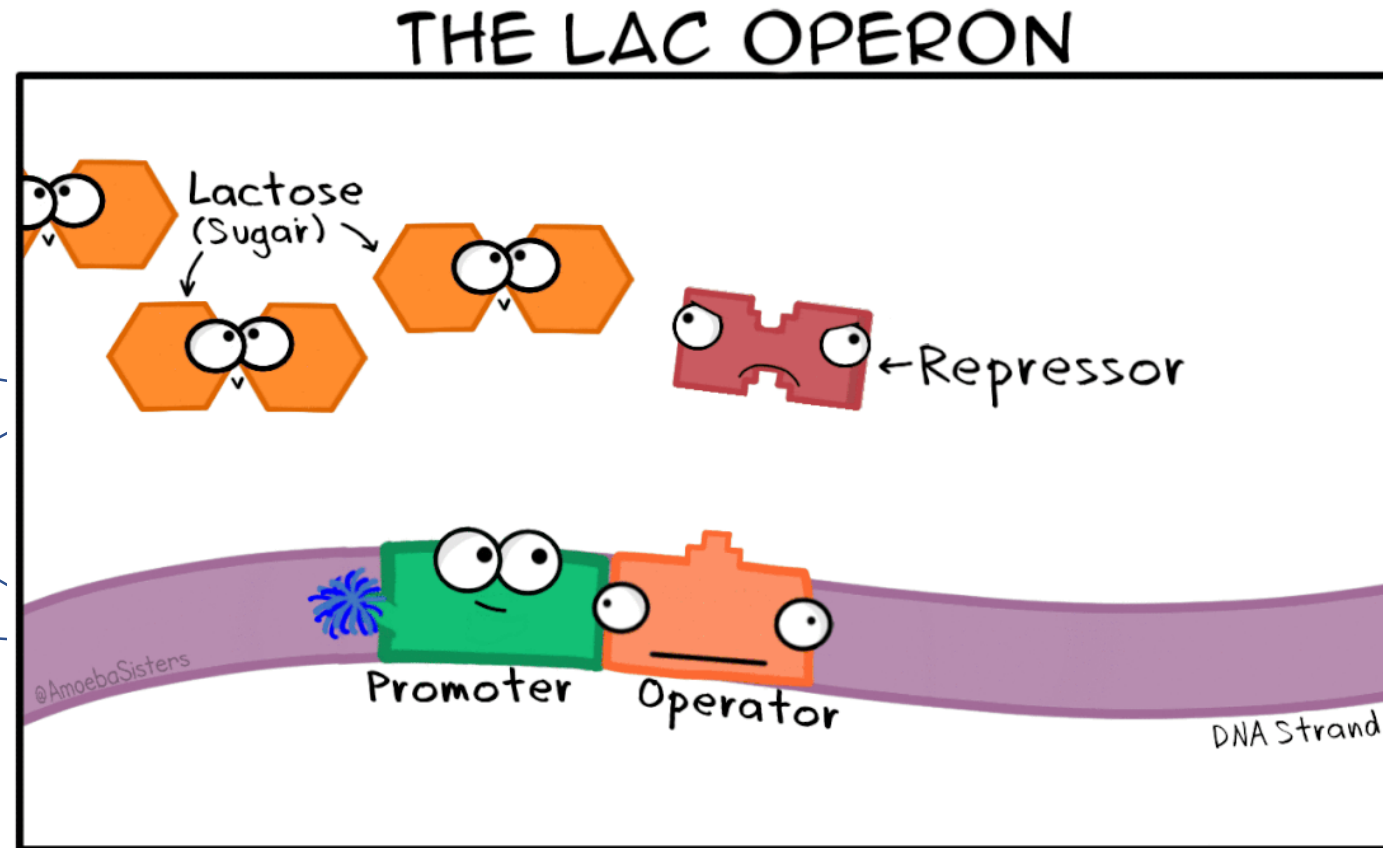 THE LAC OPERON
Lactose
(Sugar)
←Repressor
@AmoebaSisters
Promoter
Operator
DNA Strand